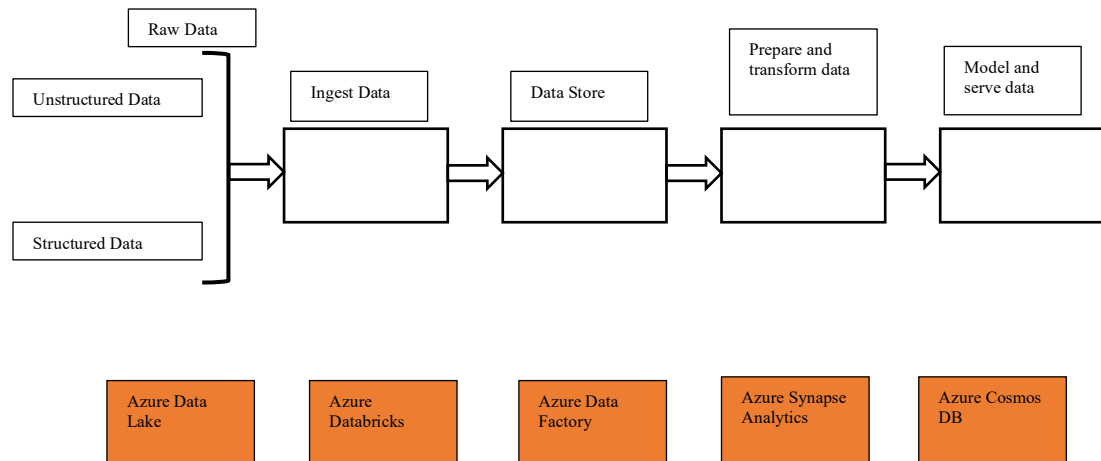 Raw Data
Unstructured Data
Structured Data
Ingest Data
Data Store
Prepare and
transform data
Model and
serve data
Azure Data
Lake
Azure
Databricks
Azure Data
Factory
Azure Synapse
Analytics
Azure Cosmos
DB